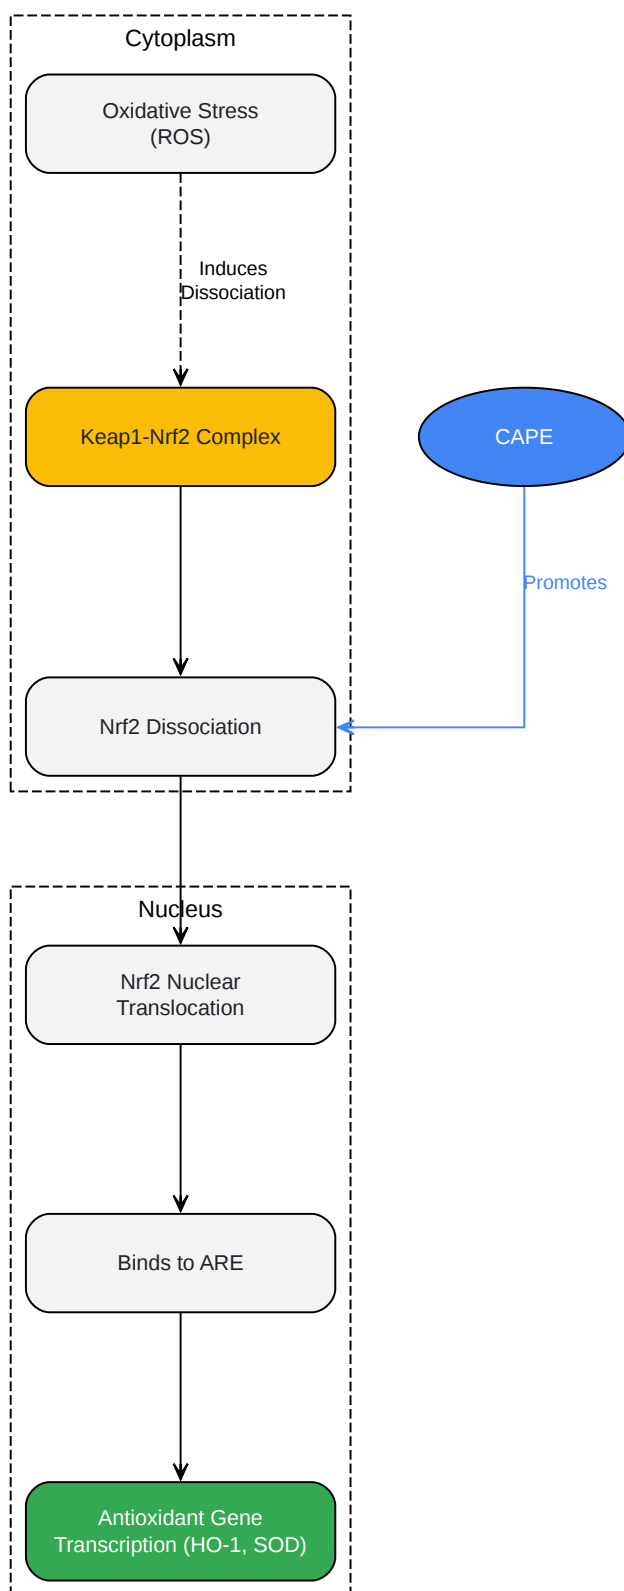 Cytoplasm
Oxidative Stress
(ROS)
Induces
Dissociation
Keap1-Nrf2 Complex
CAPE
Promotes
Nrf2 Dissociation
Nucleus
Nrf2 Nuclear
Translocation
Binds to ARE
Antioxidant Gene
Transcription (HO-1, SOD)